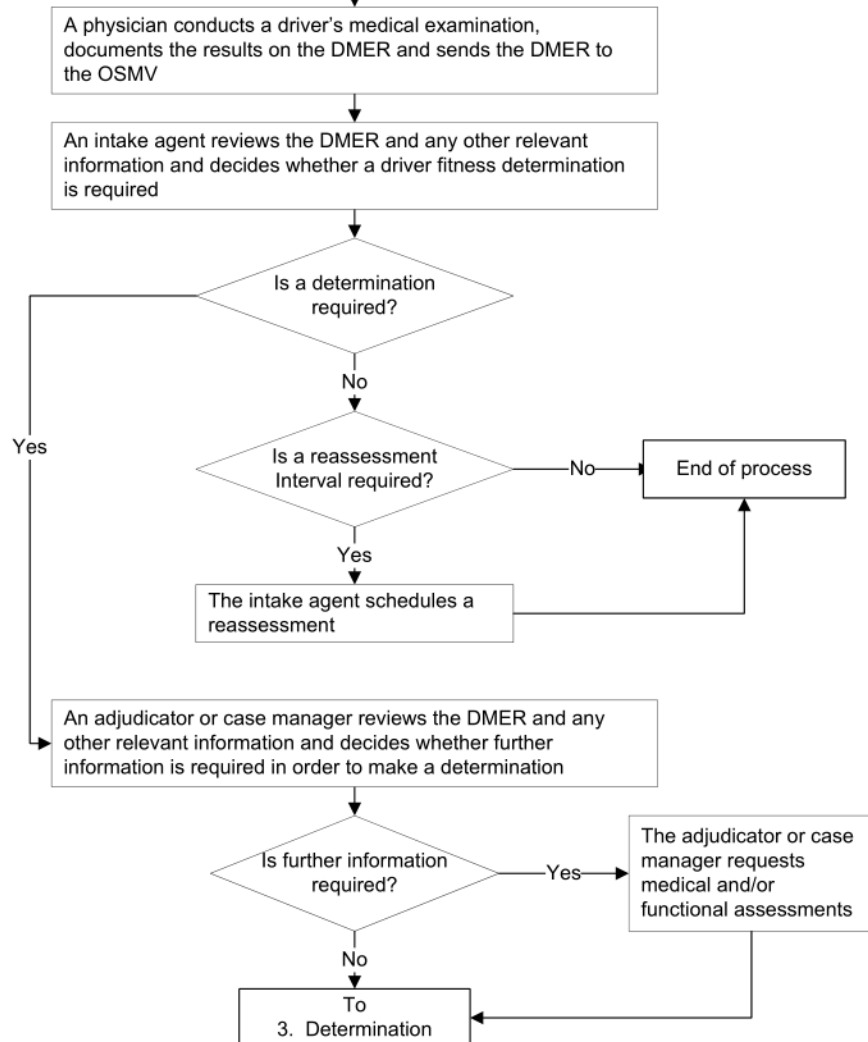 A physician conducts a driver's medical examination,
documents the results on the DMER and sends the DMER to
the OSMV
An intake agent reviews the DMER and any other relevant
information and decides whether a driver fitness determination
is required
Is a determination
required?
No
Yes
Is a reassessment
Interval required?
No
End of process
Yes
The intake agent schedules a
reassessment
An adjudicator or case manager reviews the DMER and any
other relevant information and decides whether further
information is required in order to make a determination
Is further information
required?
Yes
The adjudicator or case
manager requests
medical and/or
functional assessments
No
To
3. Determination